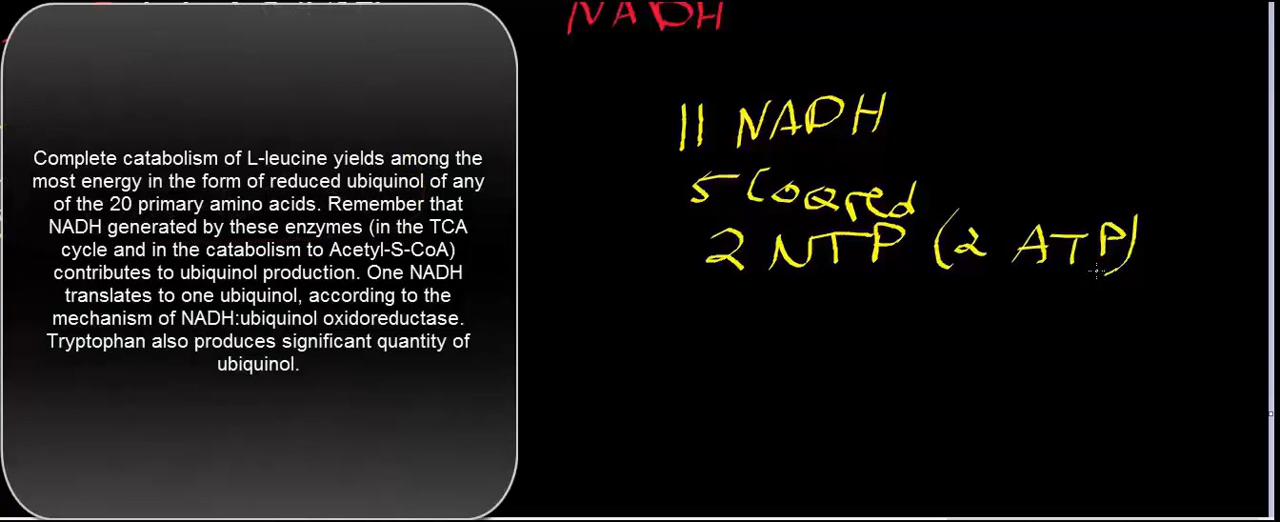 NADH
Complete catabolism of L-leucine yields among the
most energy in the form of reduced ubiquinol of any
of the 20 primary amino acids. Remember that
NADH generated by these enzymes (in the TCA
cycle and in the catabolism to Acetyl-S-CoA)
contributes to ubiquinol production. One NADH
translates to one ubiquinol, according to the
mechanism of NADH:ubiquinol oxidoreductase.
Tryptophan also produces significant quantity of
ubiquinol.
11 NADH
5 CoQred
2 NTP (2 ATP)